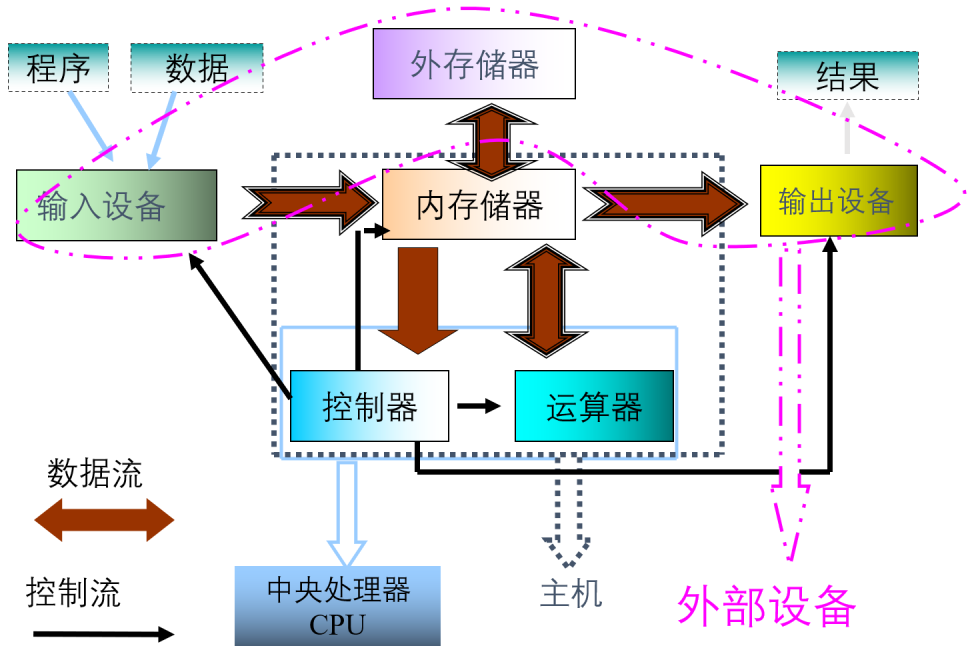 外存储器
程序
数据
结果
输入设备
内存储器
输出设备
控制器
运算器
数据流
控制流
中央处理器
CPU
主机
外部设备